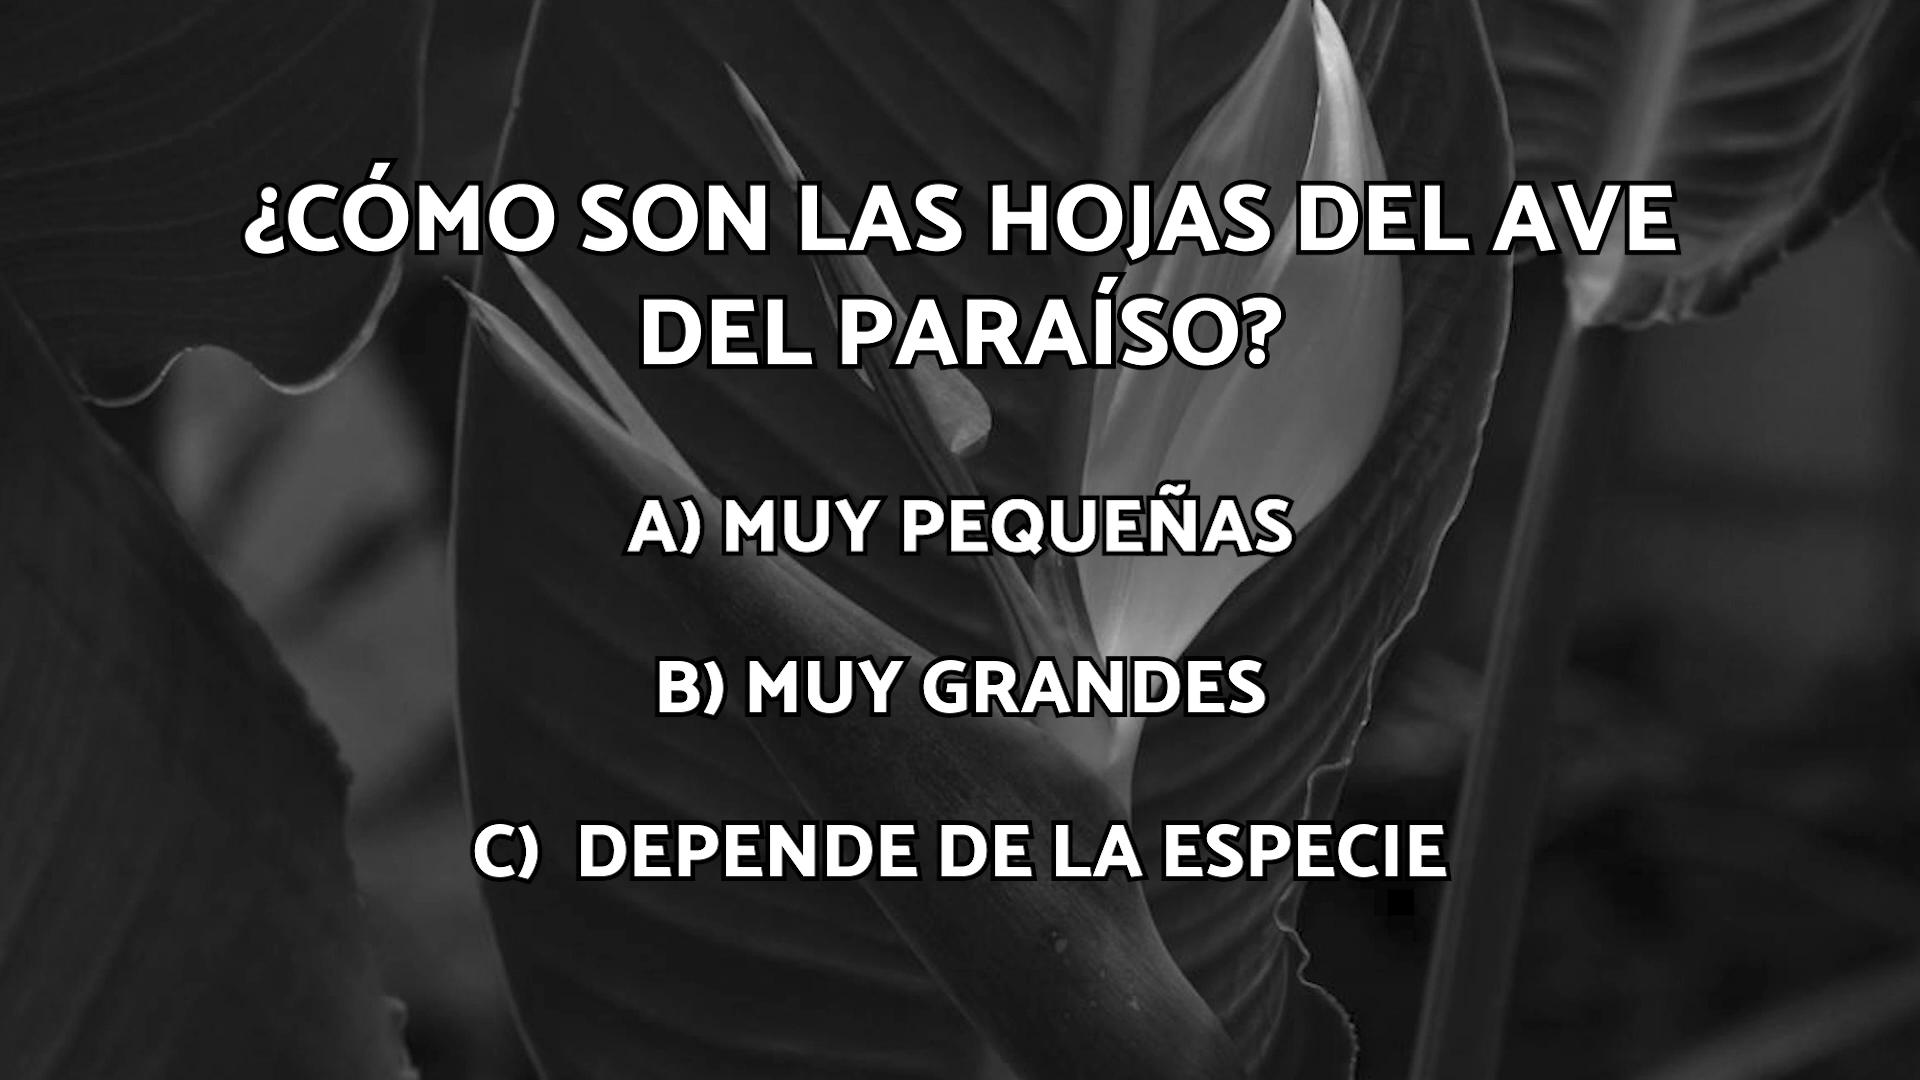 ¿CÓMO SON LAS HOJAS DEL AVE
DEL PARAÍSO?
A) MUY PEQUEÑAS
B) MUY GRANDES
C) DEPENDE DE LA ESPECIE